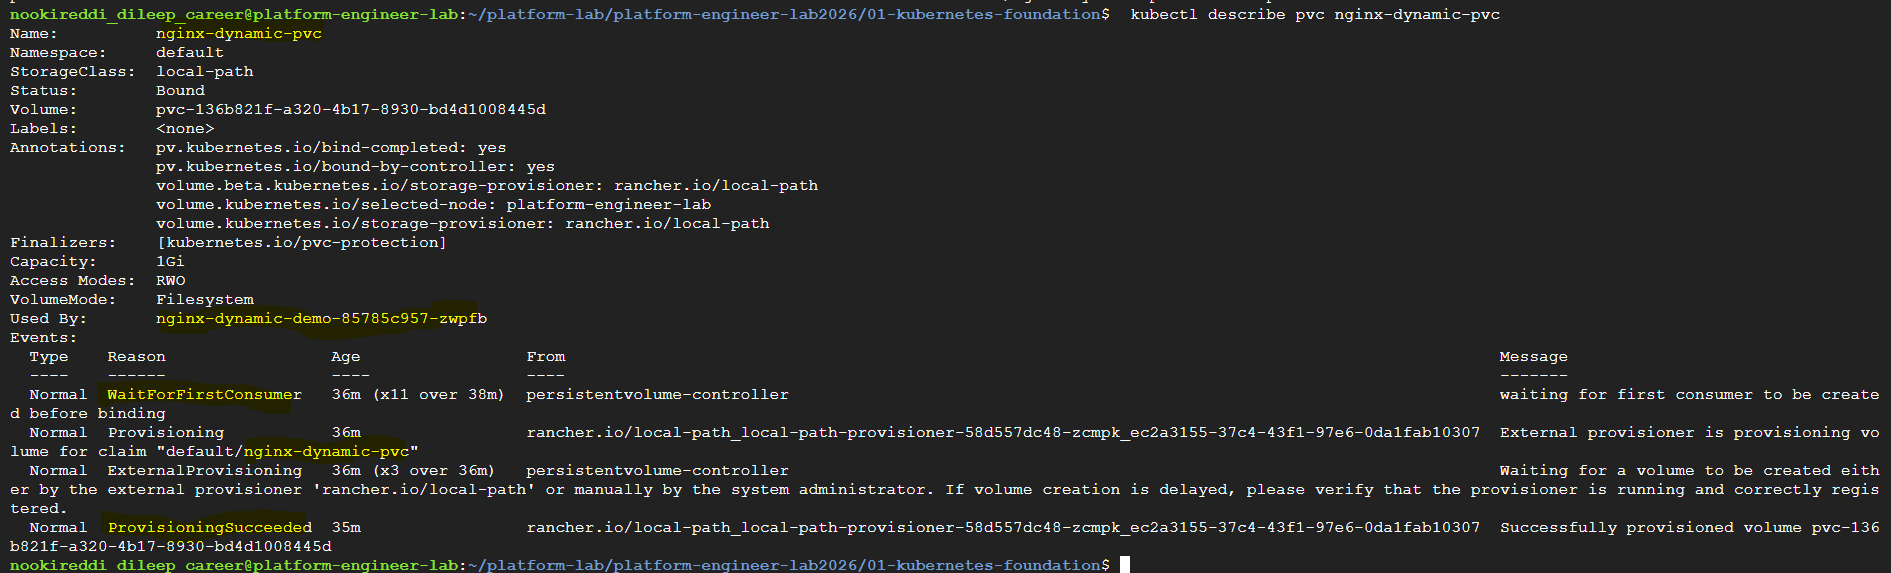 nookireddi_dileep_career@platform-engineer-lab:~/platform-lab/platform-engineer-lab2026/01-kubernetes-foundation$  kubectl describe pvc nginx-dynamic-pvc
Name:          nginx-dynamic-pvc
Namespace:     default
StorageClass:  local-path
Status:        Bound
Volume:        pvc-136b821f-a320-4b17-8930-bd4d1008445d
Labels:        <none>
Annotations:   pv.kubernetes.io/bind-completed: yes
               pv.kubernetes.io/bound-by-controller: yes
               volume.beta.kubernetes.io/storage-provisioner: rancher.io/local-path
               volume.kubernetes.io/selected-node: platform-engineer-lab
               volume.kubernetes.io/storage-provisioner: rancher.io/local-path
Finalizers:    [kubernetes.io/pvc-protection]
Capacity:      1Gi
Access Modes:  RWO
VolumeMode:    Filesystem
Used By:       nginx-dynamic-demo-85785c957-zwpfb
Events:
  Type    Reason                 Age                 From                                                                                                Message
  ----    ------                 ----                ----                                                                                                -------
  Normal  WaitForFirstConsumer   36m (x11 over 38m)  persistentvolume-controller                                                                         waiting for first consumer to be create
d before binding
  Normal  Provisioning           36m                 rancher.io/local-path_local-path-provisioner-58d557dc48-zcmpk_ec2a3155-37c4-43f1-97e6-0da1fab10307  External provisioner is provisioning vo
lume for claim "default/nginx-dynamic-pvc"
  Normal  ExternalProvisioning   36m (x3 over 36m)   persistentvolume-controller                                                                         Waiting for a volume to be created eith
er by the external provisioner 'rancher.io/local-path' or manually by the system administrator. If volume creation is delayed, please verify that the provisioner is running and correctly regis
tered.
  Normal  ProvisioningSucceeded  35m                 rancher.io/local-path_local-path-provisioner-58d557dc48-zcmpk_ec2a3155-37c4-43f1-97e6-0da1fab10307  Successfully provisioned volume pvc-136
b821f-a320-4b17-8930-bd4d1008445d
nookireddi_dileep_career@platform-engineer-lab:~/platform-lab/platform-engineer-lab2026/01-kubernetes-foundation$